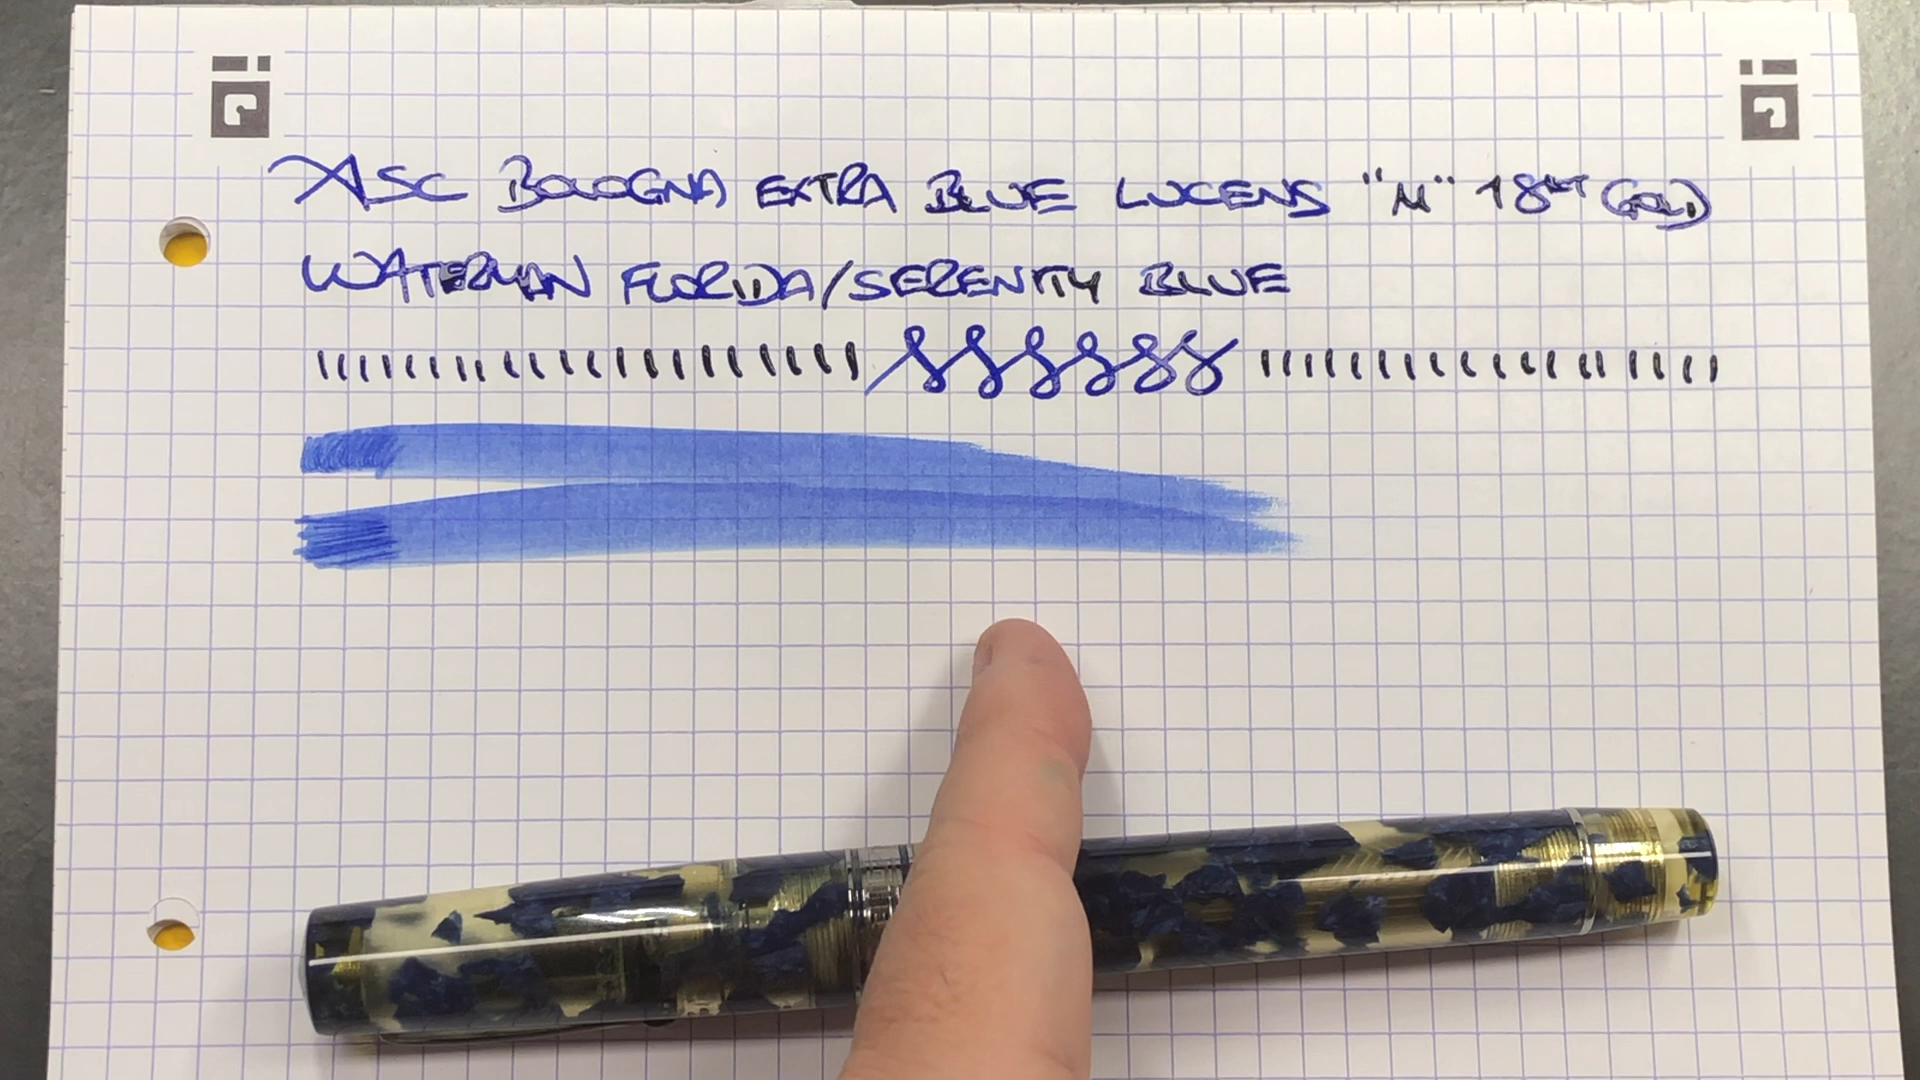 ASC BOLOGNA EXTRA BLUE LUCENS "M" 18KT GOLD
WATERMAN FLORIDA/SERENITY BLUE